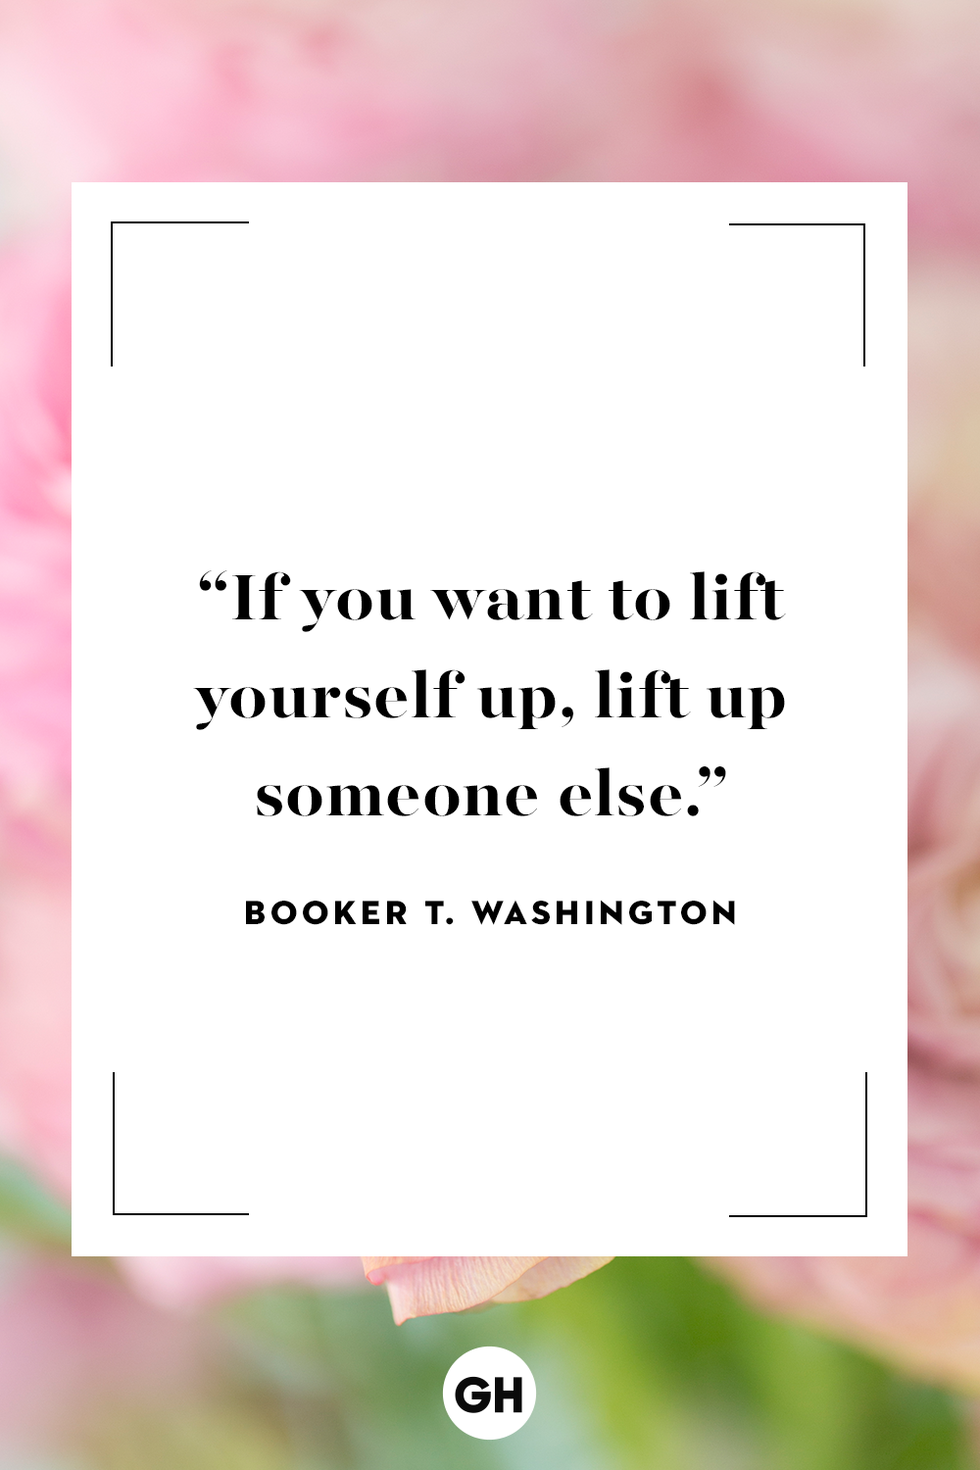 “If you want to lift
yourself up, lift up
someone else.”
BOOKER T. WASHINGTON
GH